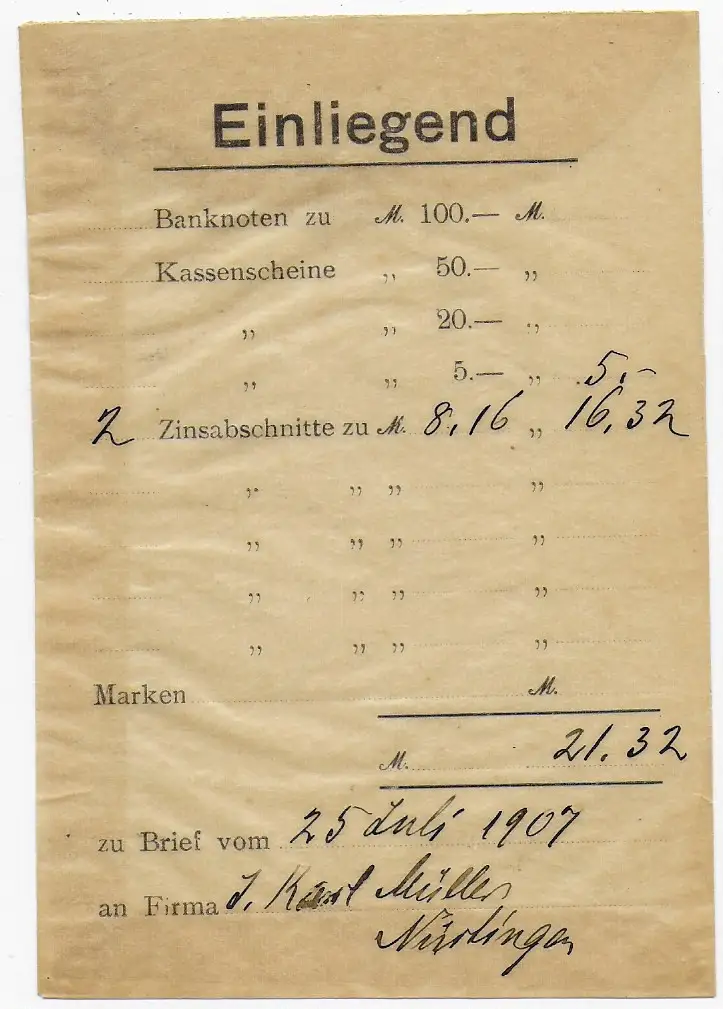 Einliegend
Banknoten zu M. 100.— M.
Kassenscheine „ 50.— „
„ „ 20.— „
„ „ 5.— „ 5.-
2 Zinsabschnitte zu M. 8,16 „ 16,32
„ „ „ „
„ „ „ „
„ „ „ „
„ „ „ „
Marken M.
M. 21.32
zu Brief vom 25 Juli 1907
an Firma J. Karl Müller
Nürtingen